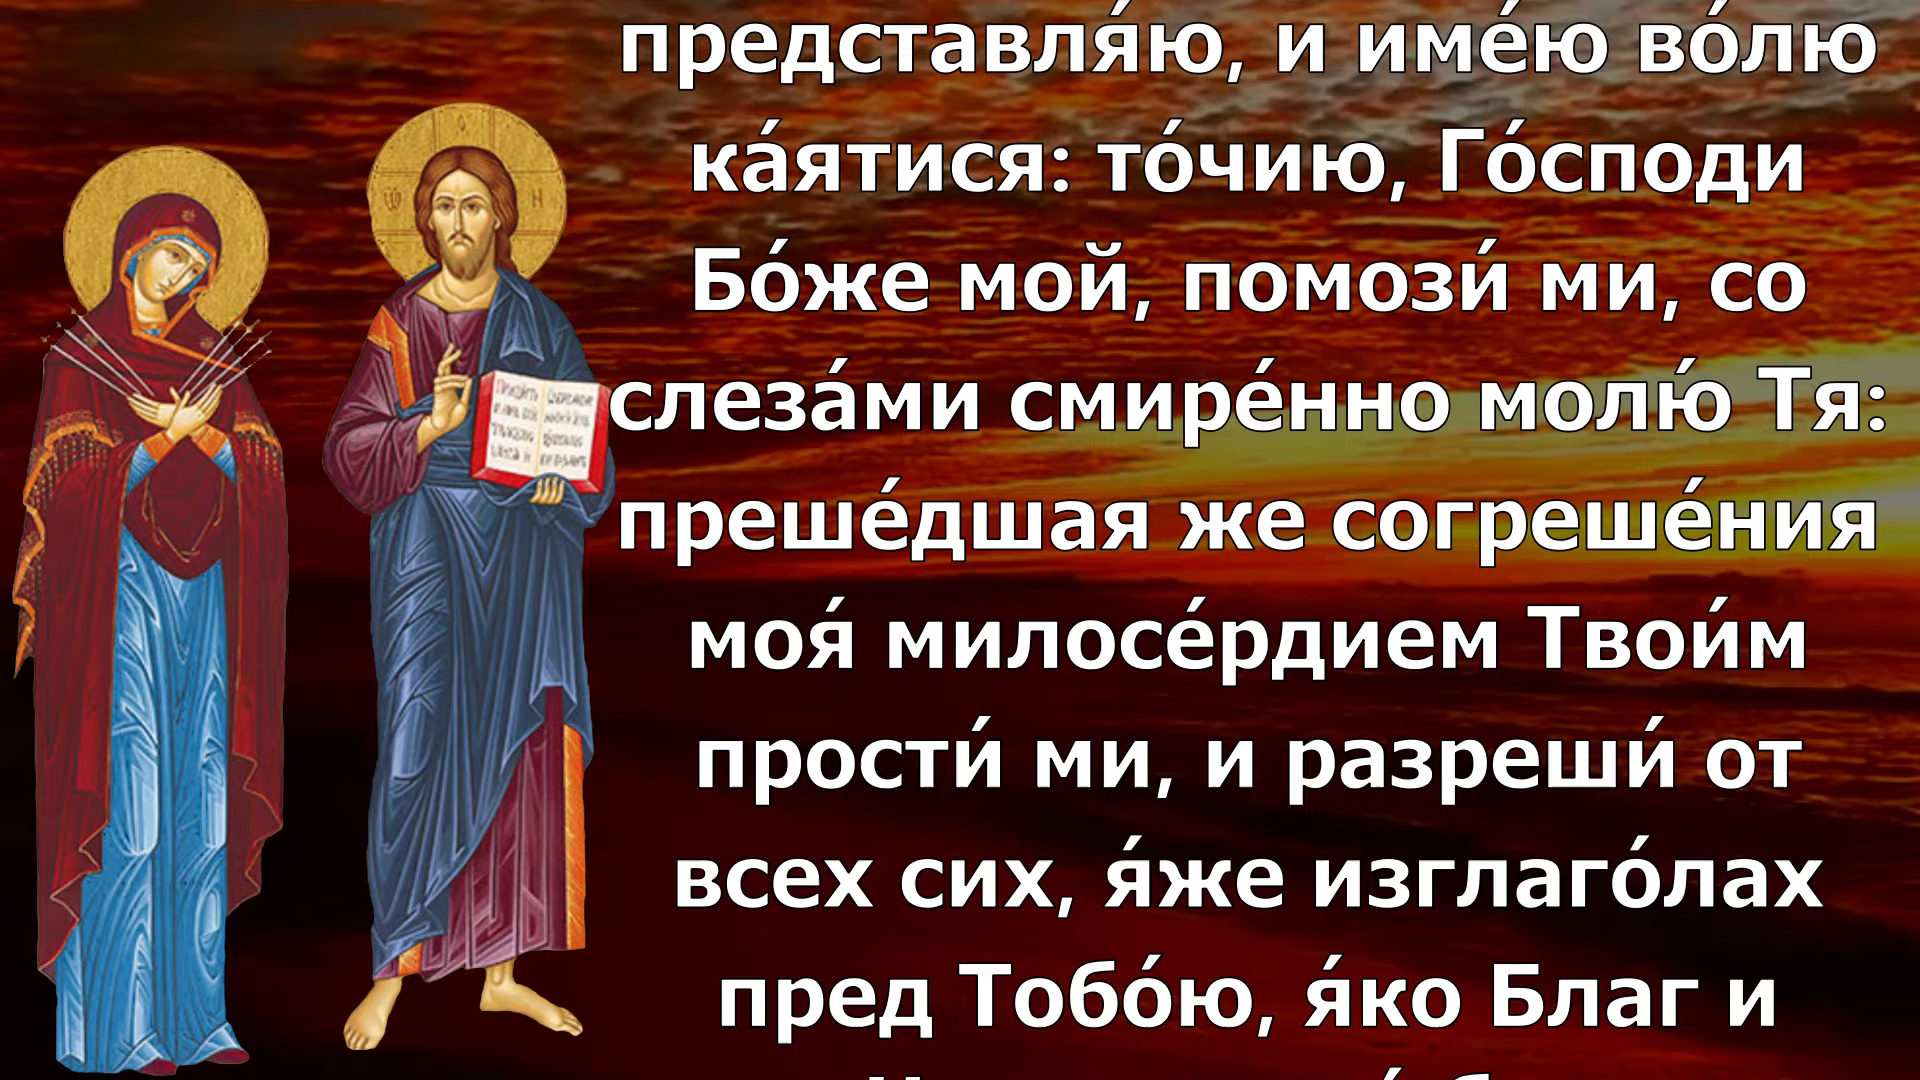 представля́ю, и име́ю во́лю
ка́ятися: то́чию, Го́споди
Бо́же мой, помози́ ми, со
слеза́ми смире́нно молю́ Тя:
преше́дшая же согреше́ния
моя́ милосе́рдием Твои́м
прости́ ми, и разреши́ от
всех сих, я́же изглаго́лах
пред Тобо́ю, я́ко Благ и